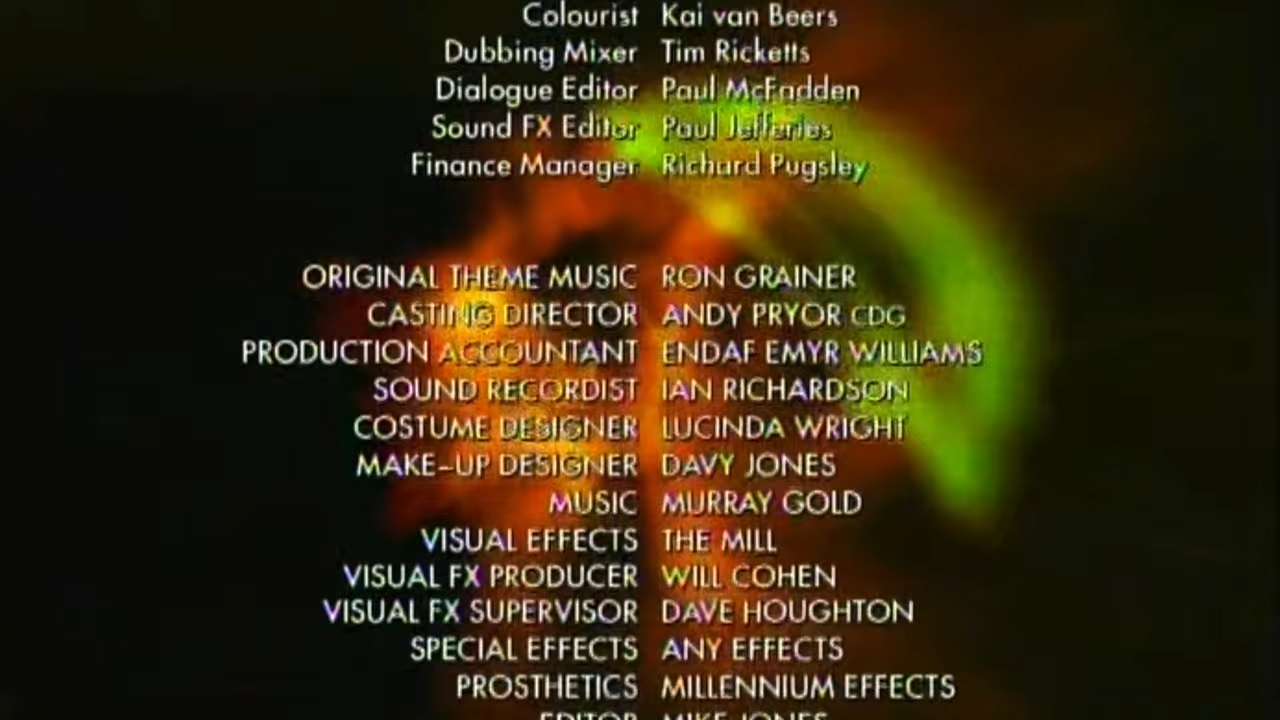 Colourist Kai van Beers
Dubbing Mixer Tim Ricketts
Dialogue Editor Paul McFadden
Sound FX Editor Paul Jefferies
Finance Manager Richard Pugsley
ORIGINAL THEME MUSIC RON GRAINER
CASTING DIRECTOR ANDY PRYOR CDG
PRODUCTION ACCOUNTANT ENDAF EMYR WILLIAMS
SOUND RECORDIST IAN RICHARDSON
COSTUME DESIGNER LUCINDA WRIGHT
MAKE-UP DESIGNER DAVY JONES
MUSIC MURRAY GOLD
VISUAL EFFECTS THE MILL
VISUAL FX PRODUCER WILL COHEN
VISUAL FX SUPERVISOR DAVE HOUGHTON
SPECIAL EFFECTS ANY EFFECTS
PROSTHETICS MILLENNIUM EFFECTS
EDITOR MIKE JONES